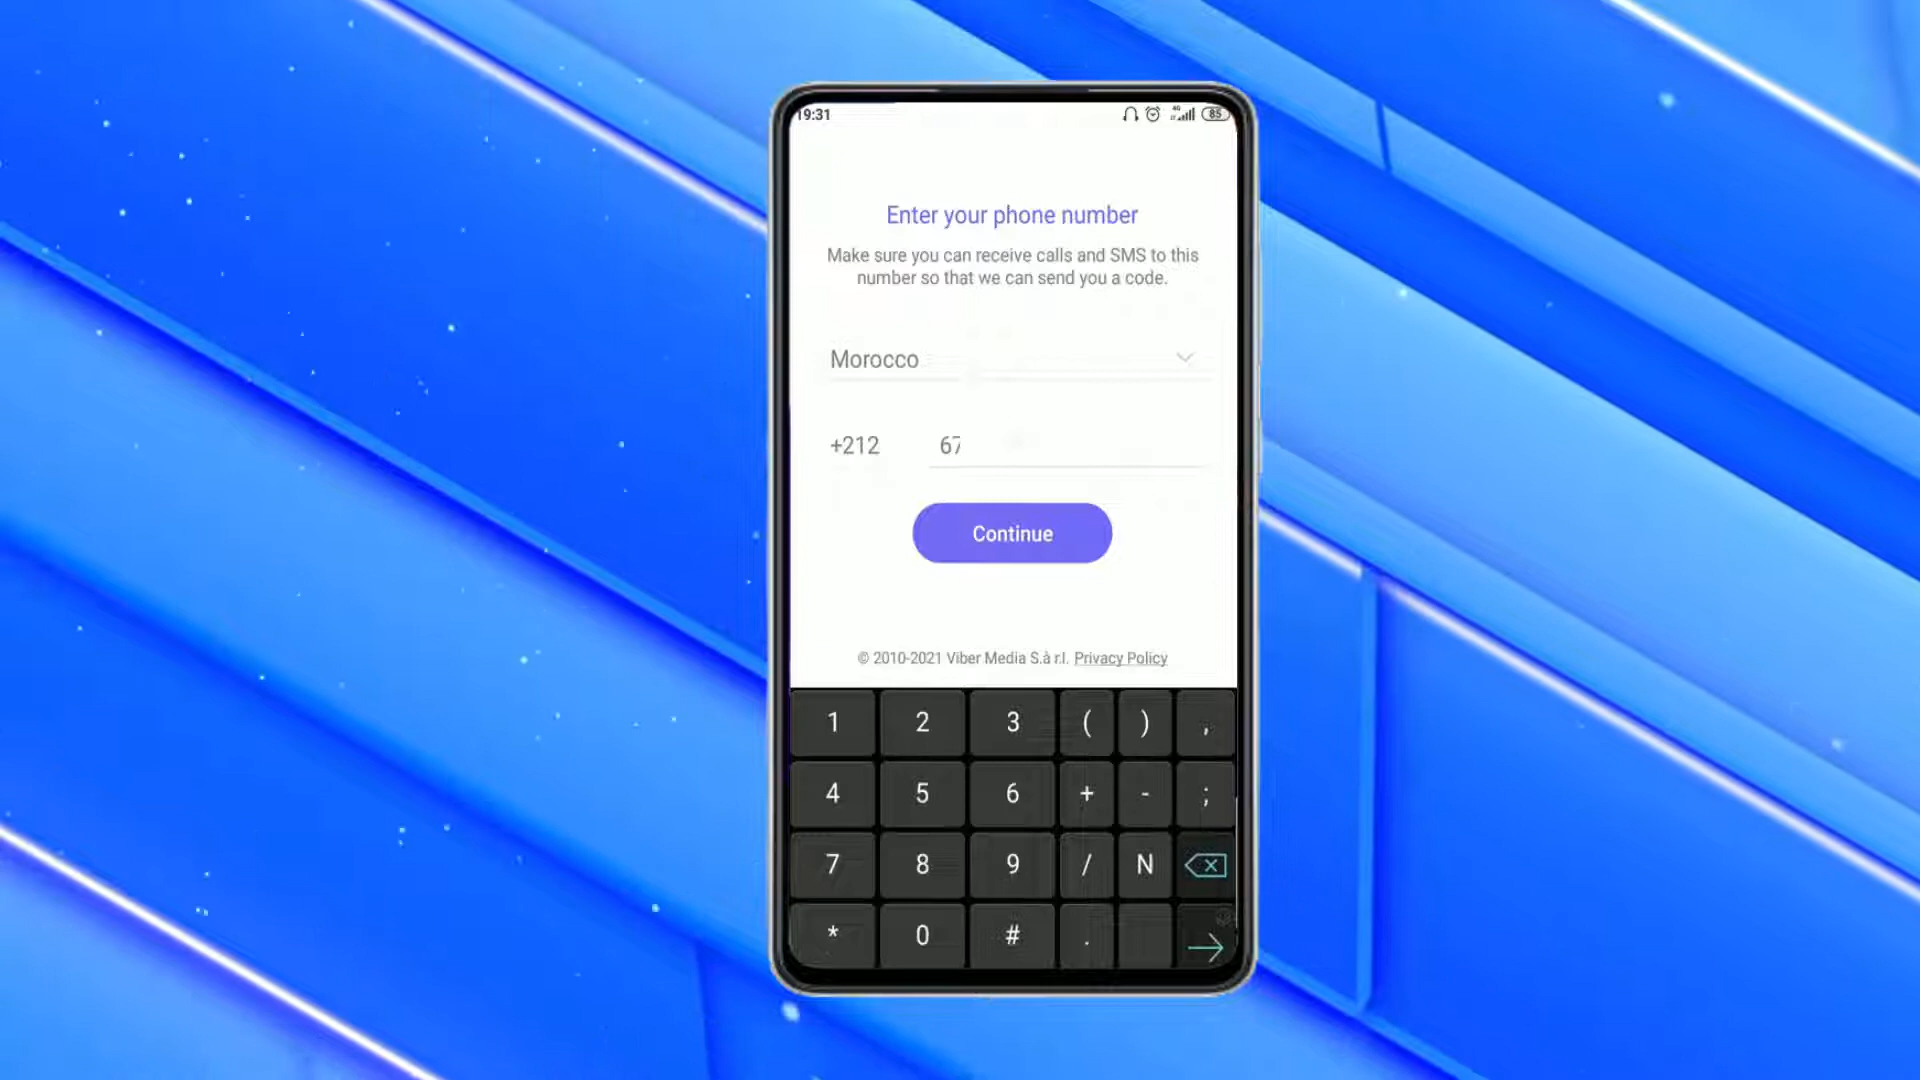 19:31
4G
85
Enter your phone number
Make sure you can receive calls and SMS to this
number so that we can send you a code.
Morocco
+212 67
Continue
© 2010-2021 Viber Media S.à r.l. Privacy Policy
1 2 3 ( ) ,
4 5 6 + - ;
7 8 9 / N
* 0 # .